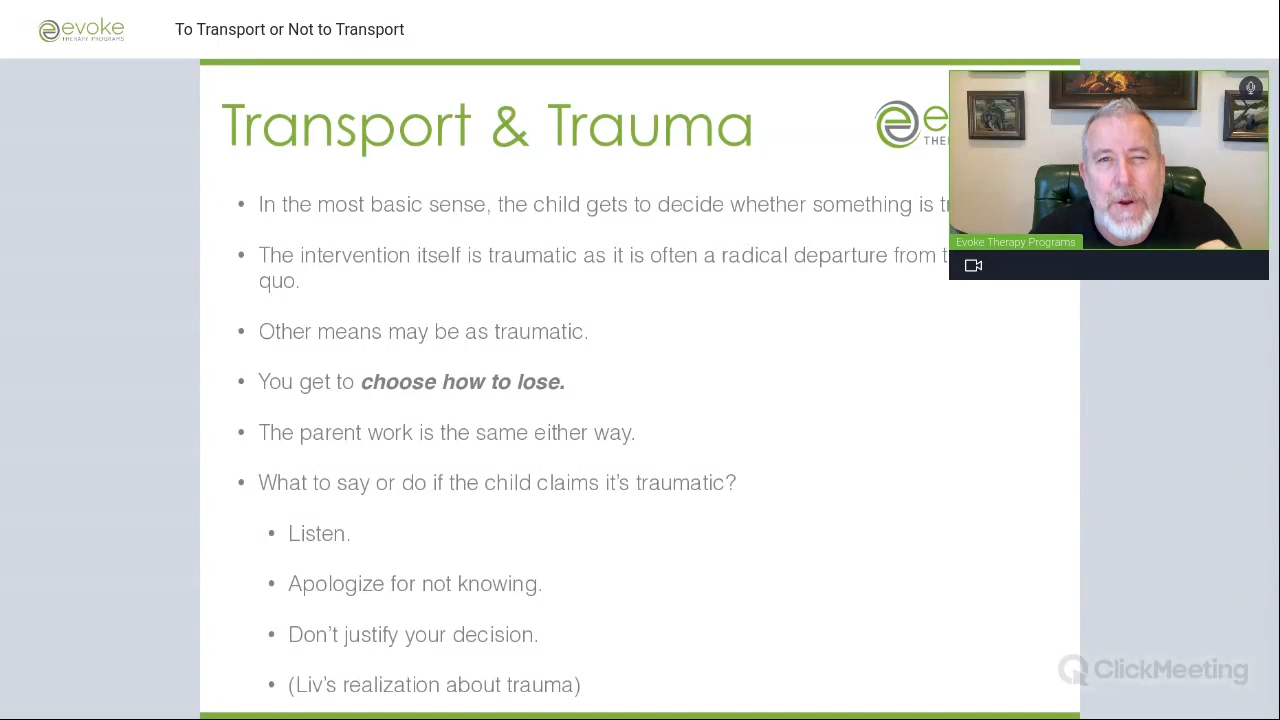 evoke
THERAPY PROGRAMS
To Transport or Not to Transport
Transport & Trauma
e
THE
• In the most basic sense, the child gets to decide whether something is
• The intervention itself is traumatic as it is often a radical departure from
quo.
• Other means may be as traumatic.
• You get to choose how to lose.
• The parent work is the same either way.
• What to say or do if the child claims it’s traumatic?
• Listen.
• Apologize for not knowing.
• Don’t justify your decision.
• (Liv’s realization about trauma)
Evoke Therapy Programs
ClickMeeting